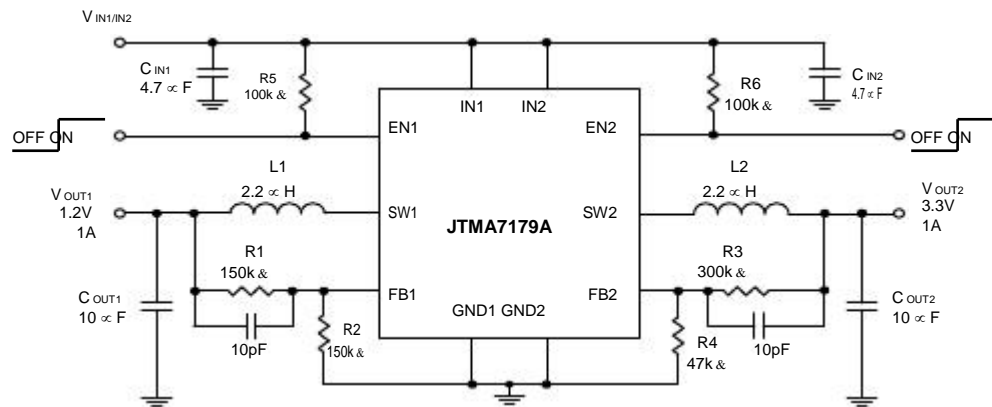 V IN1/IN2
C IN1
4.7 ∝ F
R5
100k &
IN1 IN2
R6
100k &
C IN2
4.7 ∝ F
OFF ON
EN1
EN2
OFF ON
L1
2.2 ∝ H
L2
2.2 ∝ H
V OUT1
1.2V
1A
SW1
SW2
V OUT2
3.3V
1A
JTMA7179A
R1
150k &
R3
300k &
C OUT1
10 ∝ F
FB1
FB2
C OUT2
10 ∝ F
GND1 GND2
10pF
R2
150k &
R4
47k &
10pF